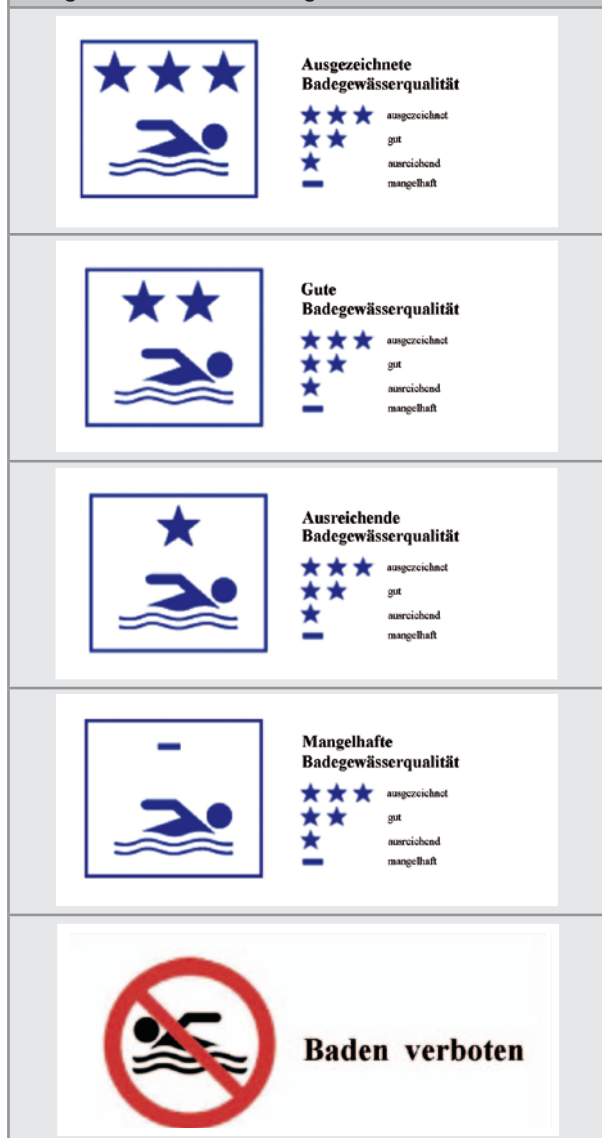 Ausgezeichnete
Badegewässerqualität
ausgezeichnet
gut
ausreichend
mangelhaft
Gute
Badegewässerqualität
ausgezeichnet
gut
ausreichend
mangelhaft
Ausreichende
Badegewässerqualität
ausgezeichnet
gut
ausreichend
mangelhaft
Mangelhafte
Badegewässerqualität
ausgezeichnet
gut
ausreichend
mangelhaft
Baden verboten